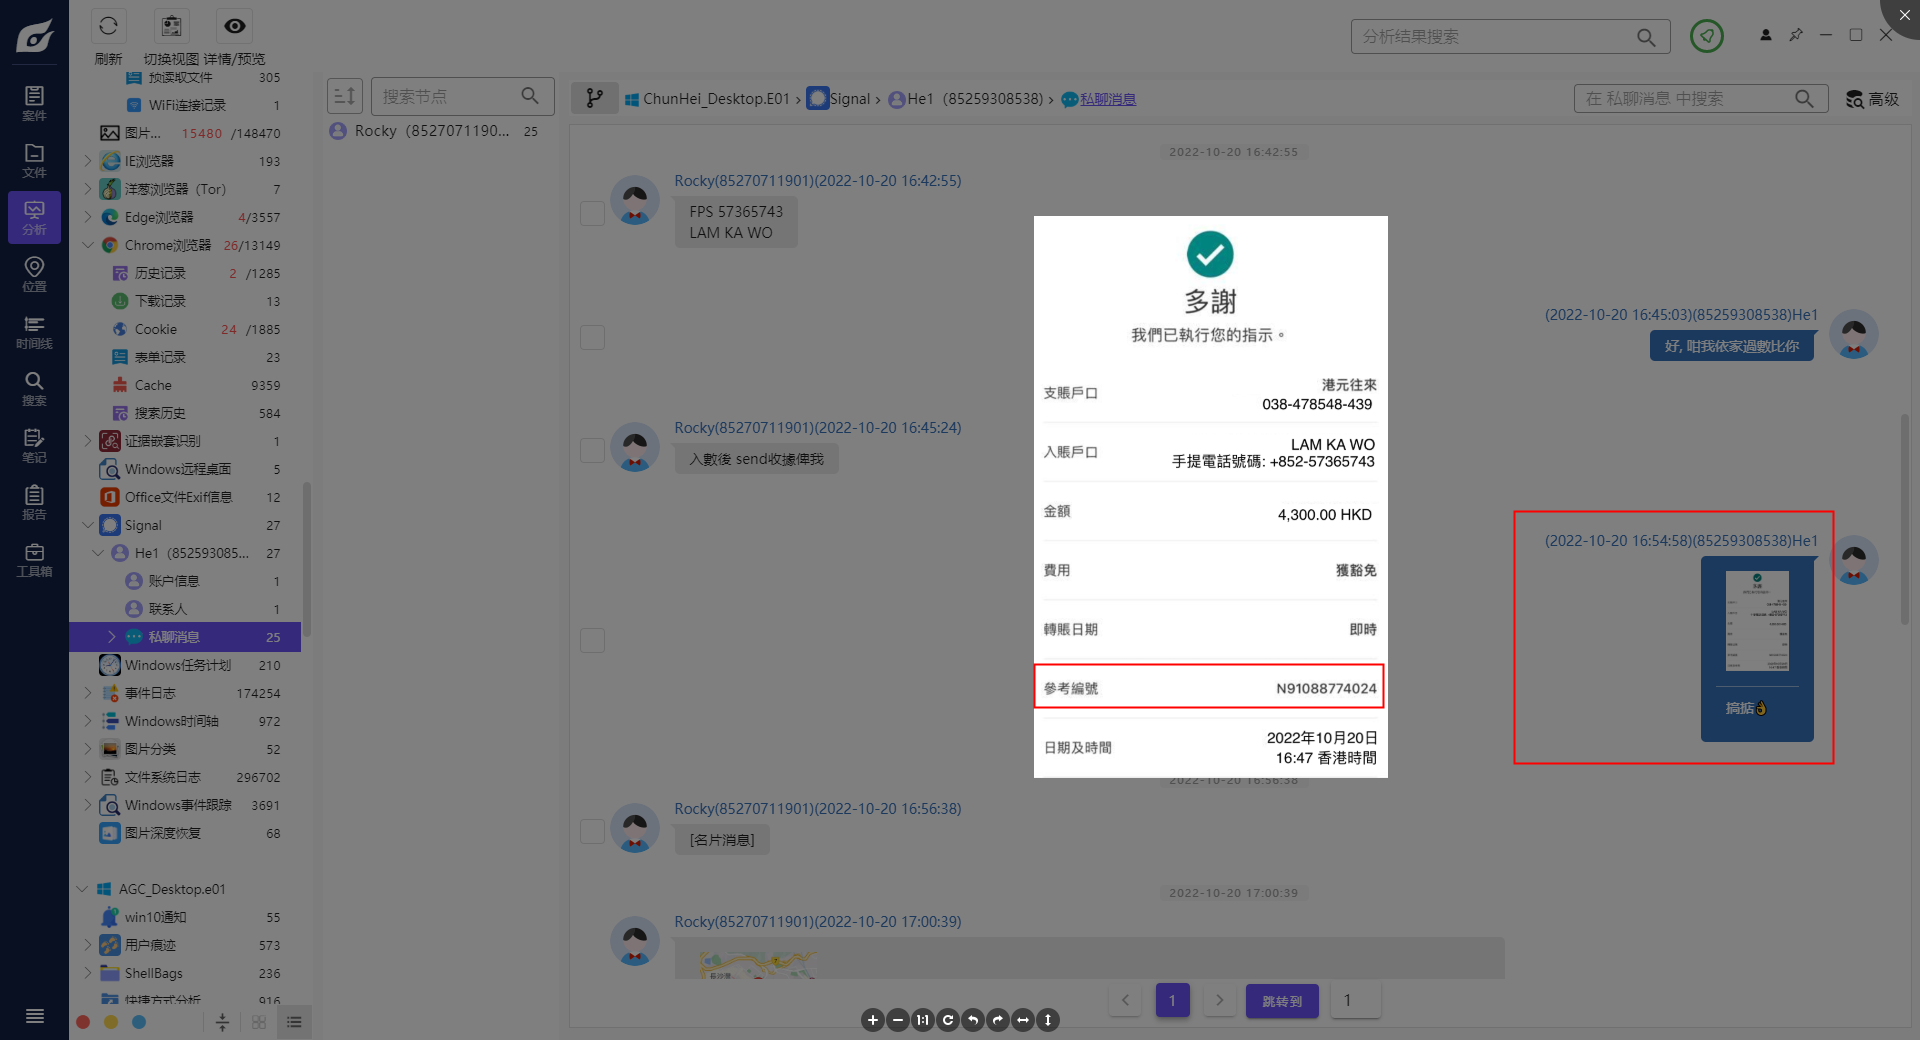 刷新
切换视图
详情/预览
分析结果搜索
案件
文件
分析
位置
时间线
搜索
笔记
报告
工具箱
预读取文件 305
WiFi连接记录 1
图片... 15480 /148470
IE浏览器 193
洋葱浏览器（Tor） 7
Edge浏览器 4/3557
Chrome浏览器 26/13149
历史记录 2 /1285
下载记录 13
Cookie 24 /1885
表单记录 23
Cache 9359
搜索历史 584
证据嵌套识别 1
Windows远程桌面 5
Office文件Exif信息 12
Signal 27
He1（852593085... 27
账户信息 1
联系人 1
私聊消息 25
Windows任务计划 210
事件日志 174254
Windows时间轴 972
图片分类 52
文件系统日志 296702
Windows事件跟踪 3691
图片深度恢复 68
AGC_Desktop.e01
win10通知 55
用户痕迹 573
ShellBags 236
快捷方式分析 916
搜索节点
Rocky（8527071190... 25
ChunHei_Desktop.E01 › Signal › He1（85259308538）› 私聊消息
在 私聊消息 中搜索
高级
2022-10-20 16:42:55
Rocky(85270711901)(2022-10-20 16:42:55)
FPS 57365743
LAM KA WO
(2022-10-20 16:45:03)(85259308538)He1
好, 咁我依家過數比你
Rocky(85270711901)(2022-10-20 16:45:24)
入數後 send收據俾我
(2022-10-20 16:54:58)(85259308538)He1
多謝
搞掂👌
多謝
我們已執行您的指示。
支賬戶口 港元往來
038-478548-439
入賬戶口 LAM KA WO
手提電話號碼: +852-57365743
金額 4,300.00 HKD
費用 獲豁免
轉賬日期 即時
參考編號 N91088774024
日期及時間 2022年10月20日
16:47 香港時間
2022-10-20 16:56:38
Rocky(85270711901)(2022-10-20 16:56:38)
[名片消息]
2022-10-20 17:00:39
Rocky(85270711901)(2022-10-20 17:00:39)
1
跳转到
1
1:1